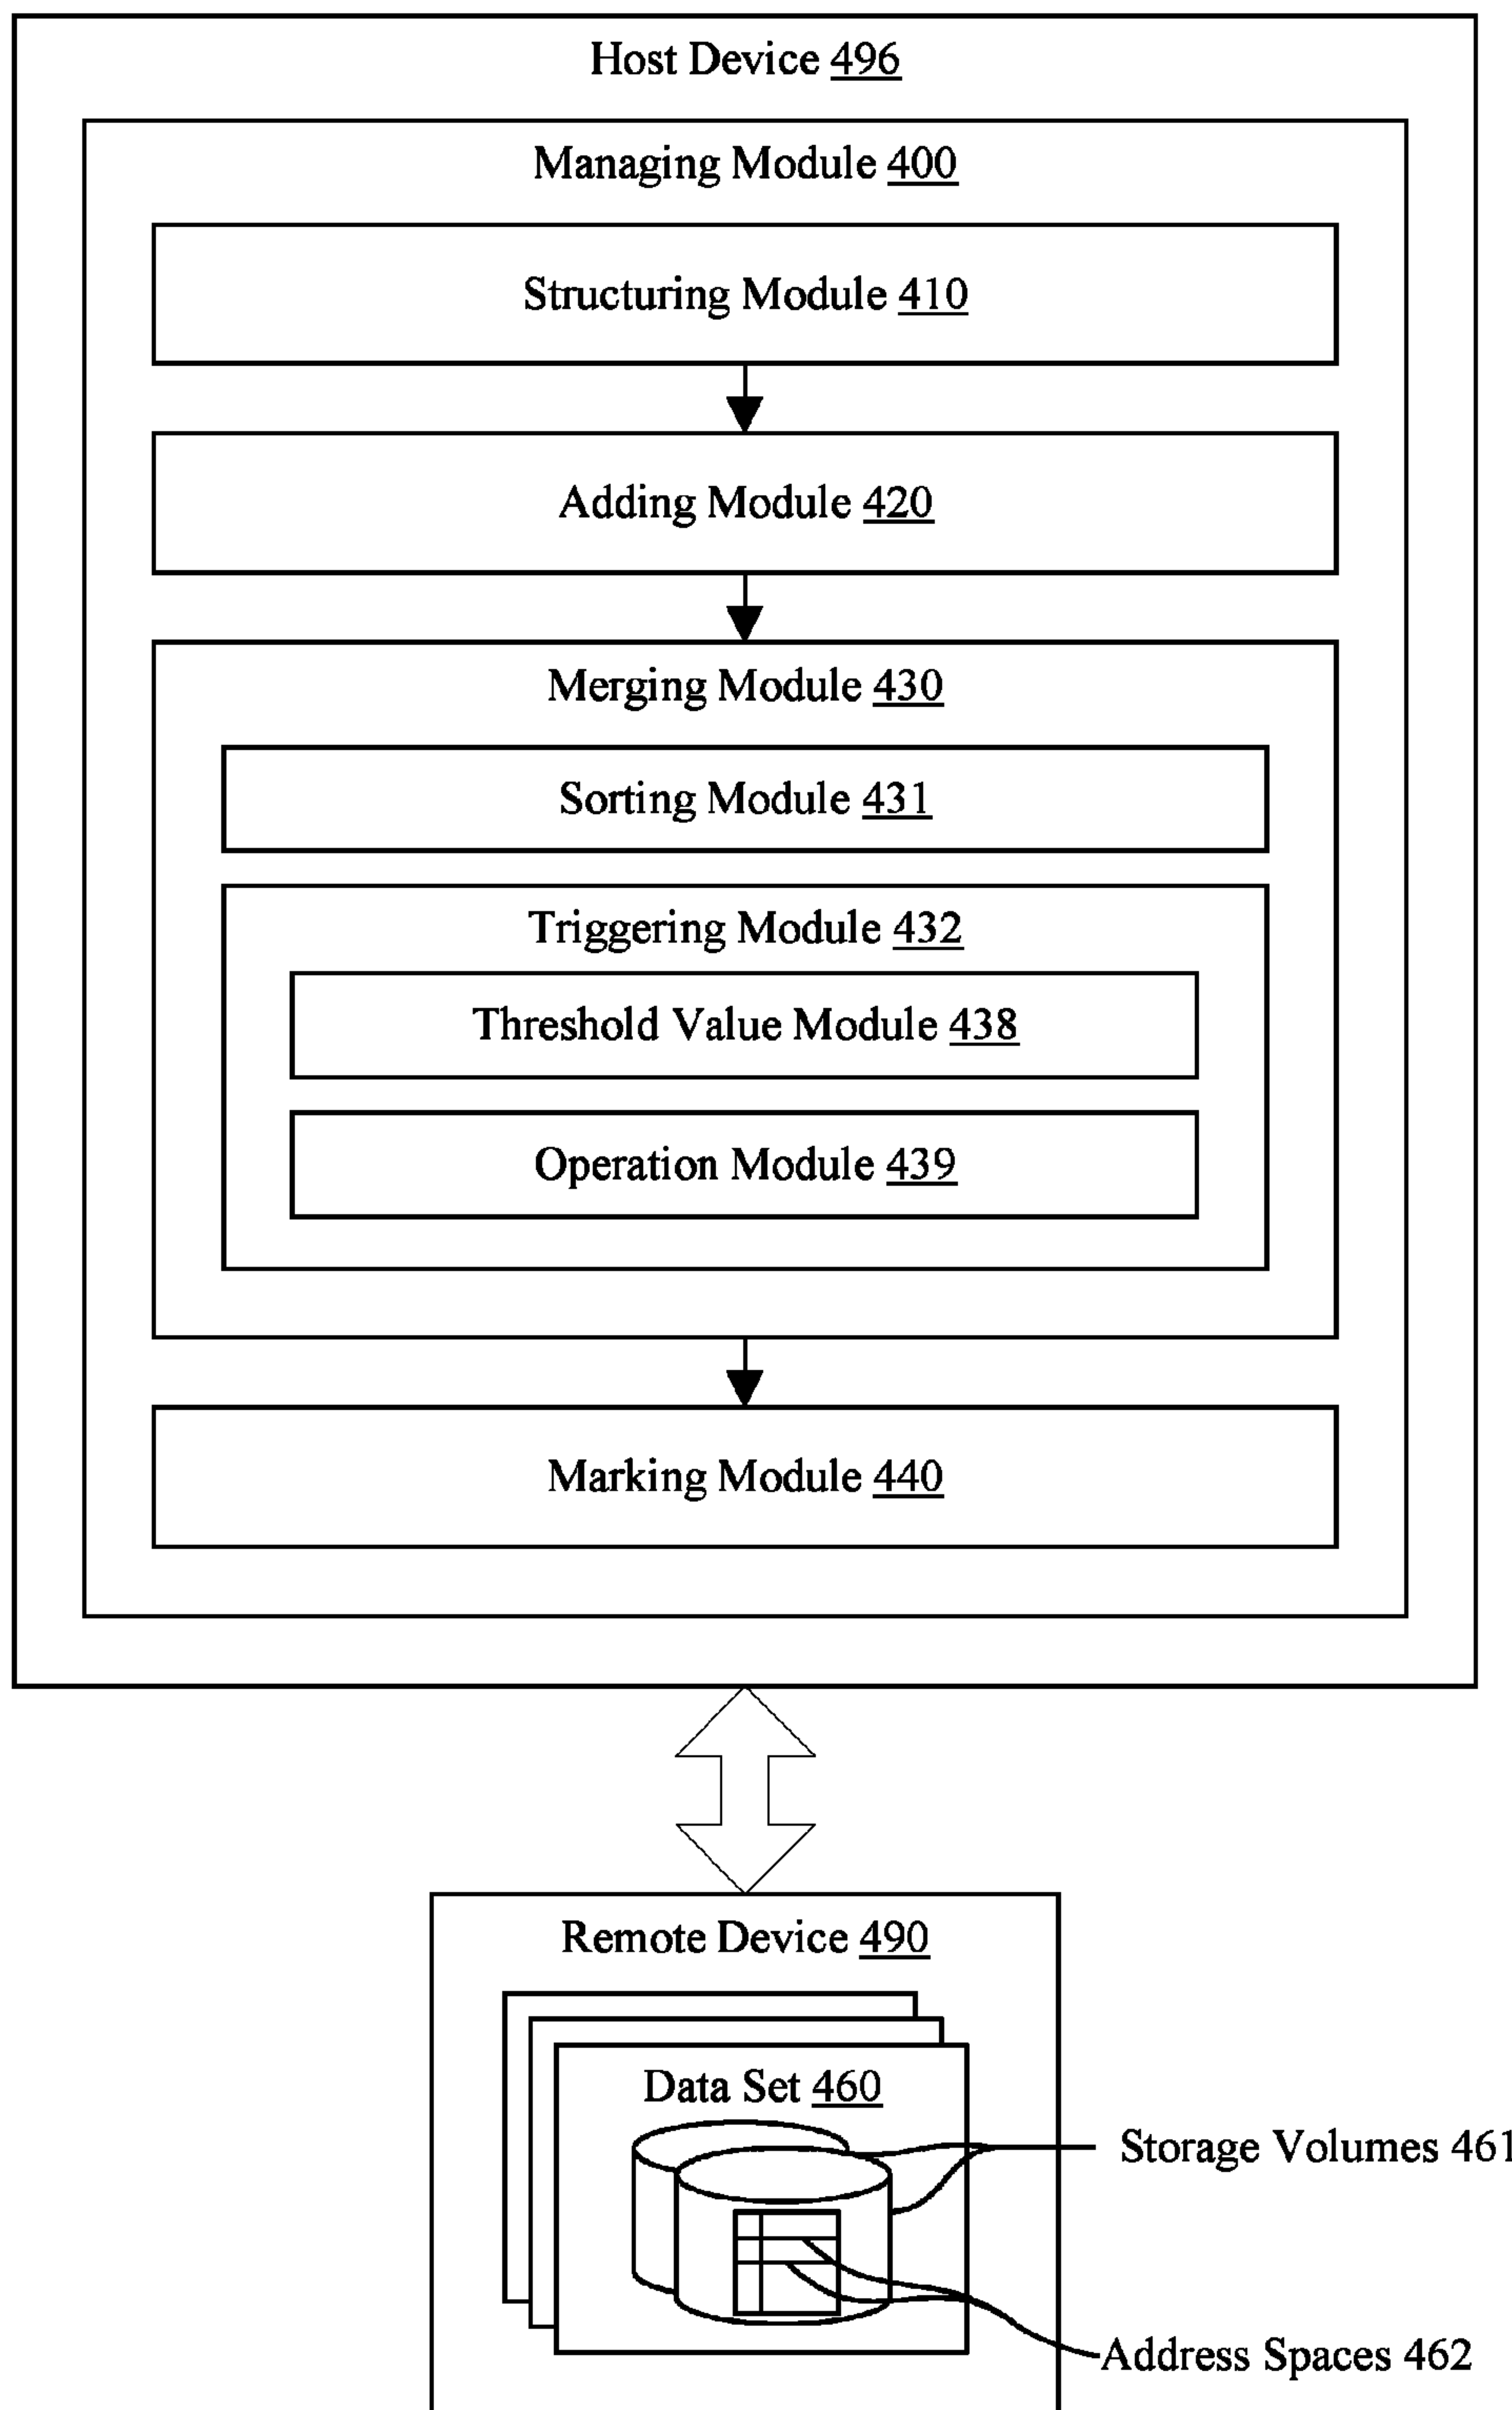 Host Device 496
Managing Module 400
Structuring Module 410
Adding Module 420
Merging Module 430
Sorting Module 431
Triggering Module 432
Threshold Value Module 438
Operation Module 439
Marking Module 440
Remote Device 490
Data Set 460
Storage Volumes 461
Address Spaces 462